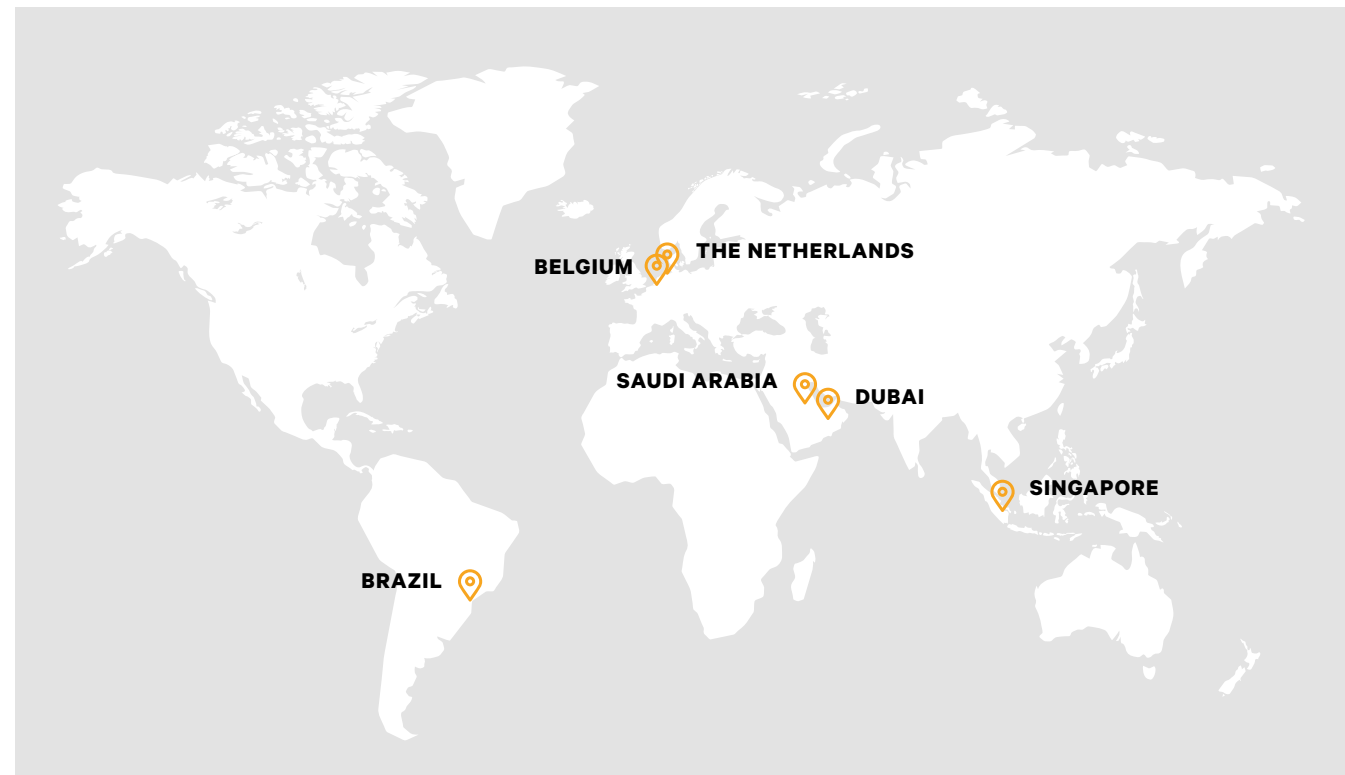 THE NETHERLANDS
BELGIUM
SAUDI ARABIA
DUBAI
SINGAPORE
BRAZIL